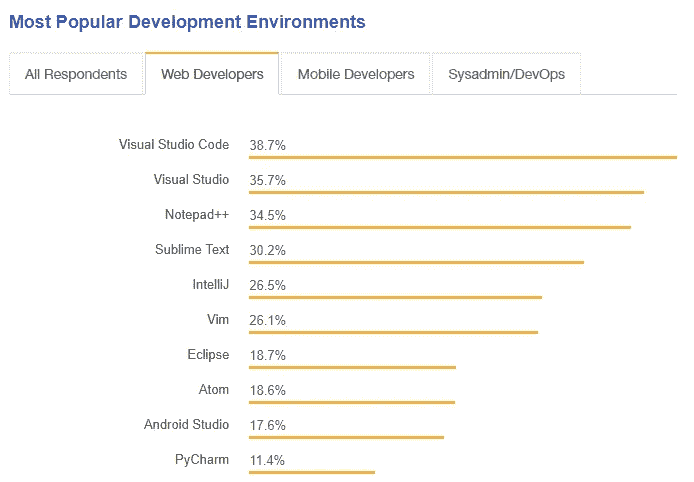 Most Popular Development Environments
All Respondents Web Developers Mobile Developers Sysadmin/DevOps
Visual Studio Code 38.7%
Visual Studio 35.7%
Notepad++ 34.5%
Sublime Text 30.2%
IntelliJ 26.5%
Vim 26.1%
Eclipse 18.7%
Atom 18.6%
Android Studio 17.6%
PyCharm 11.4%